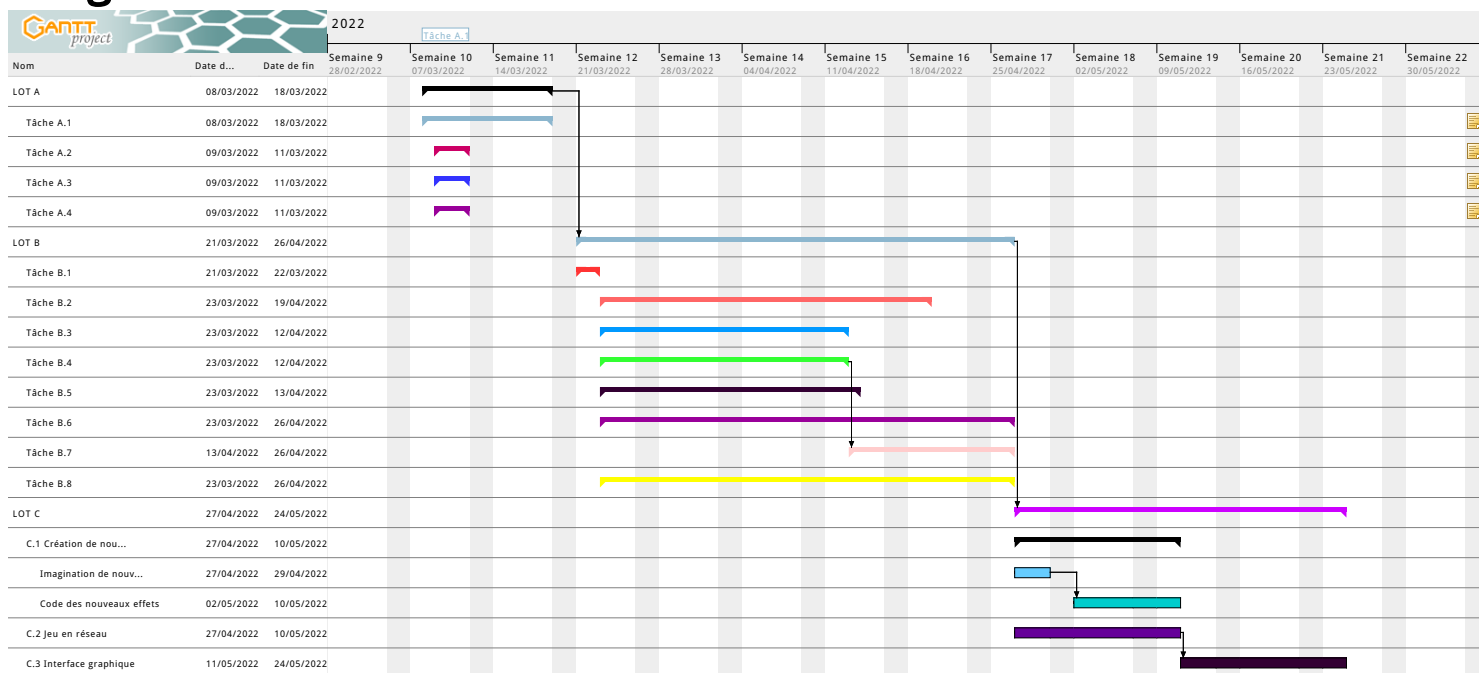 GANTT
project
2022
Tâche A.1
Nom Date d... Date de fin
Semaine 9 Semaine 10 Semaine 11 Semaine 12 Semaine 13 Semaine 14 Semaine 15 Semaine 16 Semaine 17 Semaine 18 Semaine 19 Semaine 20 Semaine 21 Semaine 22
28/02/2022 07/03/2022 14/03/2022 21/03/2022 28/03/2022 04/04/2022 11/04/2022 18/04/2022 25/04/2022 02/05/2022 09/05/2022 16/05/2022 23/05/2022 30/05/2022
LOT A 08/03/2022 18/03/2022
Tâche A.1 08/03/2022 18/03/2022
Tâche A.2 09/03/2022 11/03/2022
Tâche A.3 09/03/2022 11/03/2022
Tâche A.4 09/03/2022 11/03/2022
LOT B 21/03/2022 26/04/2022
Tâche B.1 21/03/2022 22/03/2022
Tâche B.2 23/03/2022 19/04/2022
Tâche B.3 23/03/2022 12/04/2022
Tâche B.4 23/03/2022 12/04/2022
Tâche B.5 23/03/2022 13/04/2022
Tâche B.6 23/03/2022 26/04/2022
Tâche B.7 13/04/2022 26/04/2022
Tâche B.8 23/03/2022 26/04/2022
LOT C 27/04/2022 24/05/2022
C.1 Création de nou... 27/04/2022 10/05/2022
Imagination de nouv... 27/04/2022 29/04/2022
Code des nouveaux effets 02/05/2022 10/05/2022
C.2 Jeu en réseau 27/04/2022 10/05/2022
C.3 Interface graphique 11/05/2022 24/05/2022